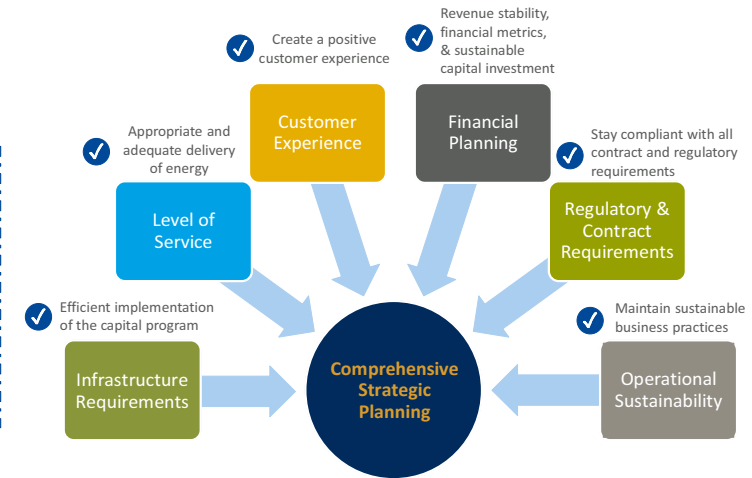 Revenue stability,
financial metrics,
& sustainable
capital investment
Create a positive
customer experience
Customer
Experience
Financial
Planning
Appropriate and
adequate delivery
of energy
Stay compliant with all
contract and regulatory
requirements
Level of
Service
Regulatory &
Contract
Requirements
Efficient implementation
of the capital program
Maintain sustainable
business practices
Infrastructure
Requirements
Comprehensive
Strategic
Planning
Operational
Sustainability